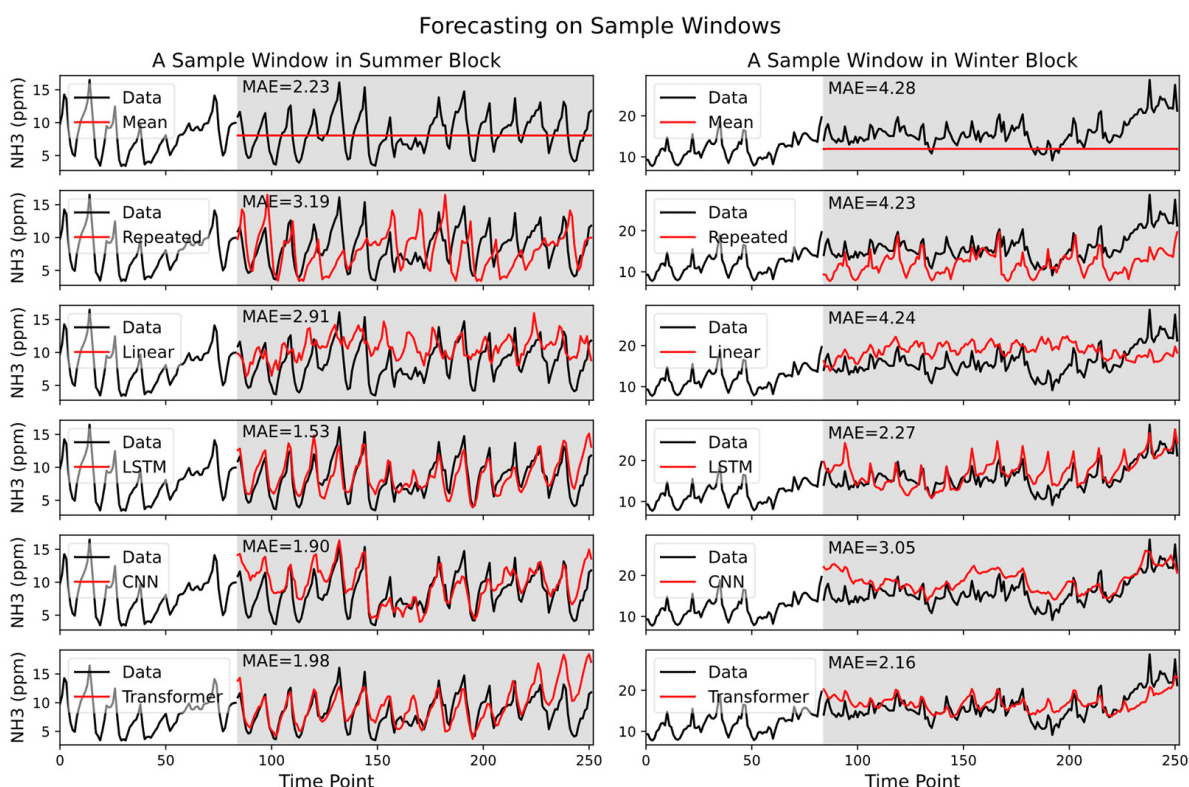 Forecasting on Sample Windows
A Sample Window in Summer Block
A Sample Window in Winter Block
NH3 (ppm)
15
10
5
Data
Mean
MAE=2.23
20
10
Data
Mean
MAE=4.28
NH3 (ppm)
15
10
5
Data
Repeated
MAE=3.19
20
10
Data
Repeated
MAE=4.23
NH3 (ppm)
15
10
5
Data
Linear
MAE=2.91
20
10
Data
Linear
MAE=4.24
NH3 (ppm)
15
10
5
Data
LSTM
MAE=1.53
20
10
Data
LSTM
MAE=2.27
NH3 (ppm)
15
10
5
Data
CNN
MAE=1.90
20
10
Data
CNN
MAE=3.05
NH3 (ppm)
15
10
5
Data
Transformer
MAE=1.98
20
10
Data
Transformer
MAE=2.16
0 50 100 150 200 250
0 50 100 150 200 250
Time Point
Time Point